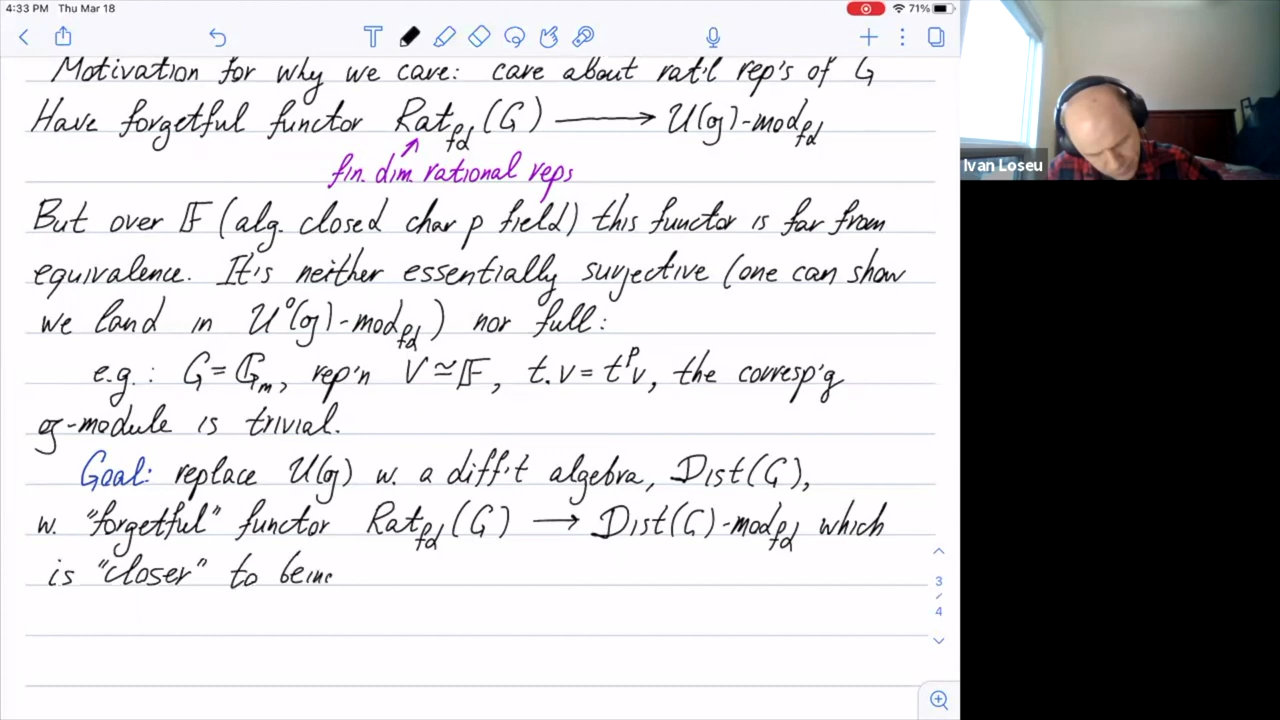 4:33 PM Thu Mar 18
71%
Motivation for why we care: care about rat'l rep's of G
Have forgetful functor Rat_fd(G) ⟶ U(𝔤)-mod_fd
fin. dim rational reps
But over 𝔽 (alg. closed char p field) this functor is far from
equivalence. It's neither essentially surjective (one can show
we land in U⁰(𝔤)-mod_fd) nor full:
e.g.: G = 𝔾_m, rep'n V ≃ 𝔽, t.v = t^p v, the corresp'g
𝔤-module is trivial.
Goal: replace U(𝔤) w. a diff't algebra, Dist(G),
w. "forgetful" functor Rat_fd(G) ⟶ Dist(G)-mod_fd which
is "closer" to being
3
/
4
Ivan Loseu